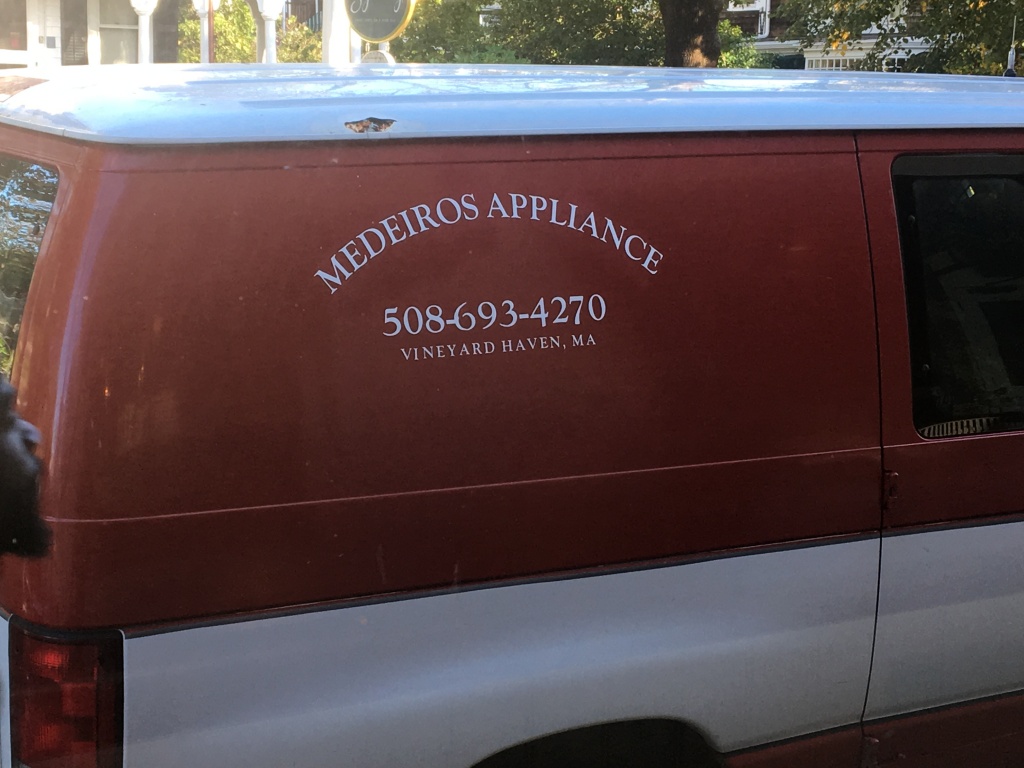 MEDEIROS APPLIANCE
508-693-4270
VINEYARD HAVEN, MA